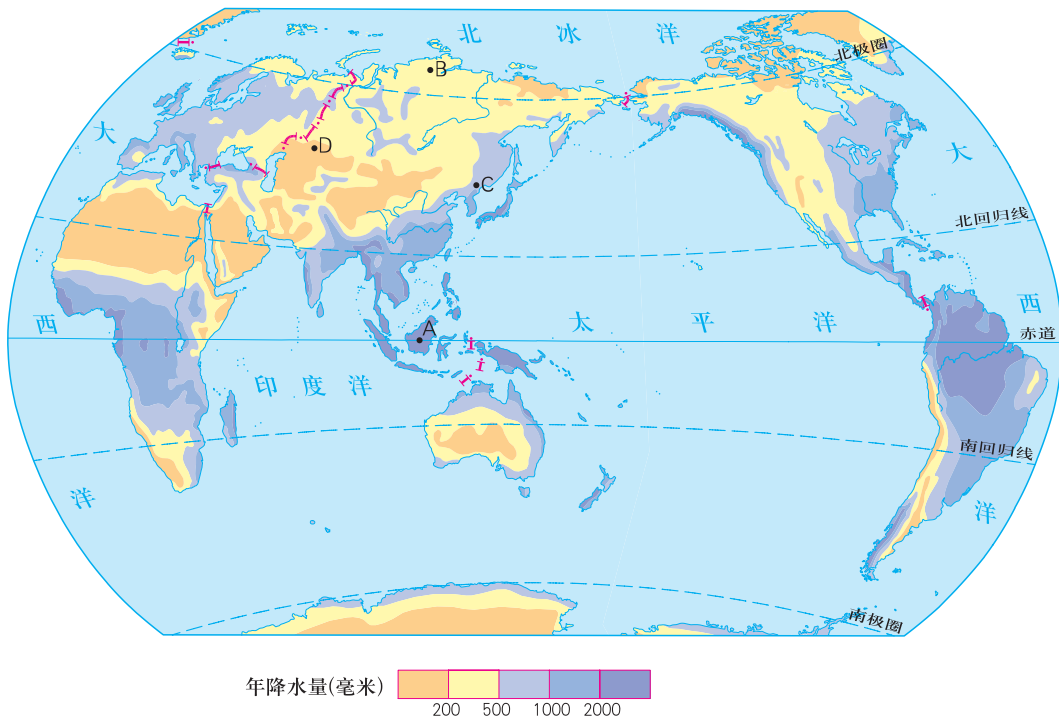 北冰洋
北极圈
B
大
D
大
C
北回归线
西
A
太平洋
西
赤道
印度洋
南回归线
洋
洋
南极圈
年降水量(毫米)
200 500 1000 2000